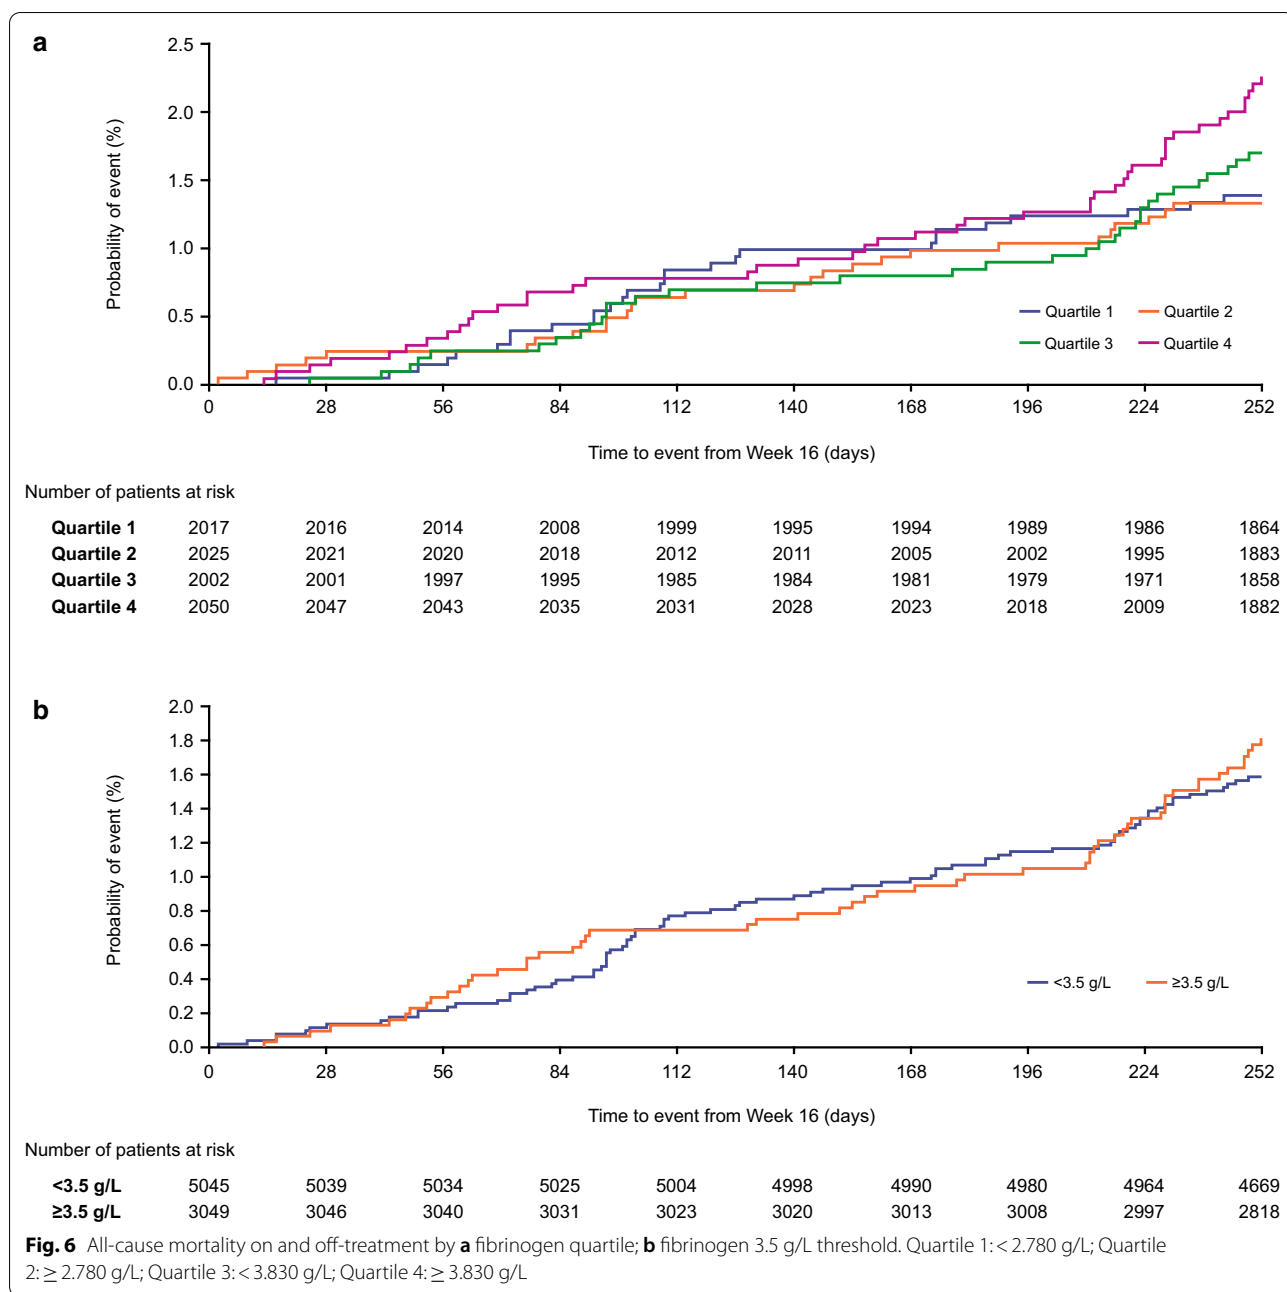 a
2.5
2.0
1.5
1.0
0.5
0.0
Probability of event (%)
Quartile 1 Quartile 2
Quartile 3 Quartile 4
0 28 56 84 112 140 168 196 224 252
Time to event from Week 16 (days)
Number of patients at risk
Quartile 1 2017 2016 2014 2008 1999 1995 1994 1989 1986 1864
Quartile 2 2025 2021 2020 2018 2012 2011 2005 2002 1995 1883
Quartile 3 2002 2001 1997 1995 1985 1984 1981 1979 1971 1858
Quartile 4 2050 2047 2043 2035 2031 2028 2023 2018 2009 1882
b
2.0
1.8
1.6
1.4
1.2
1.0
0.8
0.6
0.4
0.2
0.0
Probability of event (%)
<3.5 g/L ≥3.5 g/L
0 28 56 84 112 140 168 196 224 252
Time to event from Week 16 (days)
Number of patients at risk
<3.5 g/L 5045 5039 5034 5025 5004 4998 4990 4980 4964 4669
≥3.5 g/L 3049 3046 3040 3031 3023 3020 3013 3008 2997 2818
Fig. 6 All-cause mortality on and off-treatment by a fibrinogen quartile; b fibrinogen 3.5 g/L threshold. Quartile 1: < 2.780 g/L; Quartile
2: ≥ 2.780 g/L; Quartile 3: < 3.830 g/L; Quartile 4: ≥ 3.830 g/L